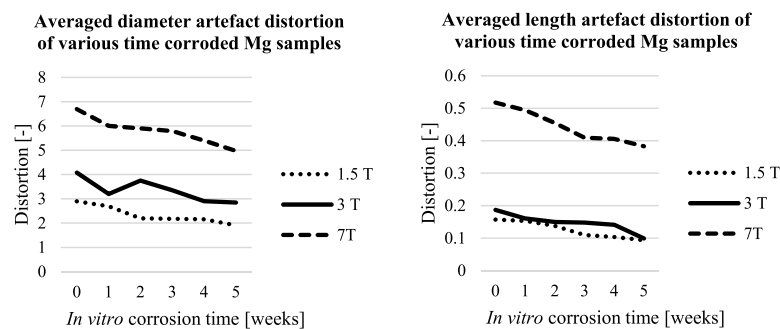 Averaged diameter artefact distortion
of various time corroded Mg samples
8
7
6
5
4
3
2
1
0
Distortion [-]
0 1 2 3 4 5
In vitro corrosion time [weeks]
1.5 T
3 T
7T
Averaged length artefact distortion of
various time corroded Mg samples
0.6
0.5
0.4
0.3
0.2
0.1
0
Distortion [-]
0 1 2 3 4 5
In vitro corrosion time [weeks]
1.5 T
3 T
7T